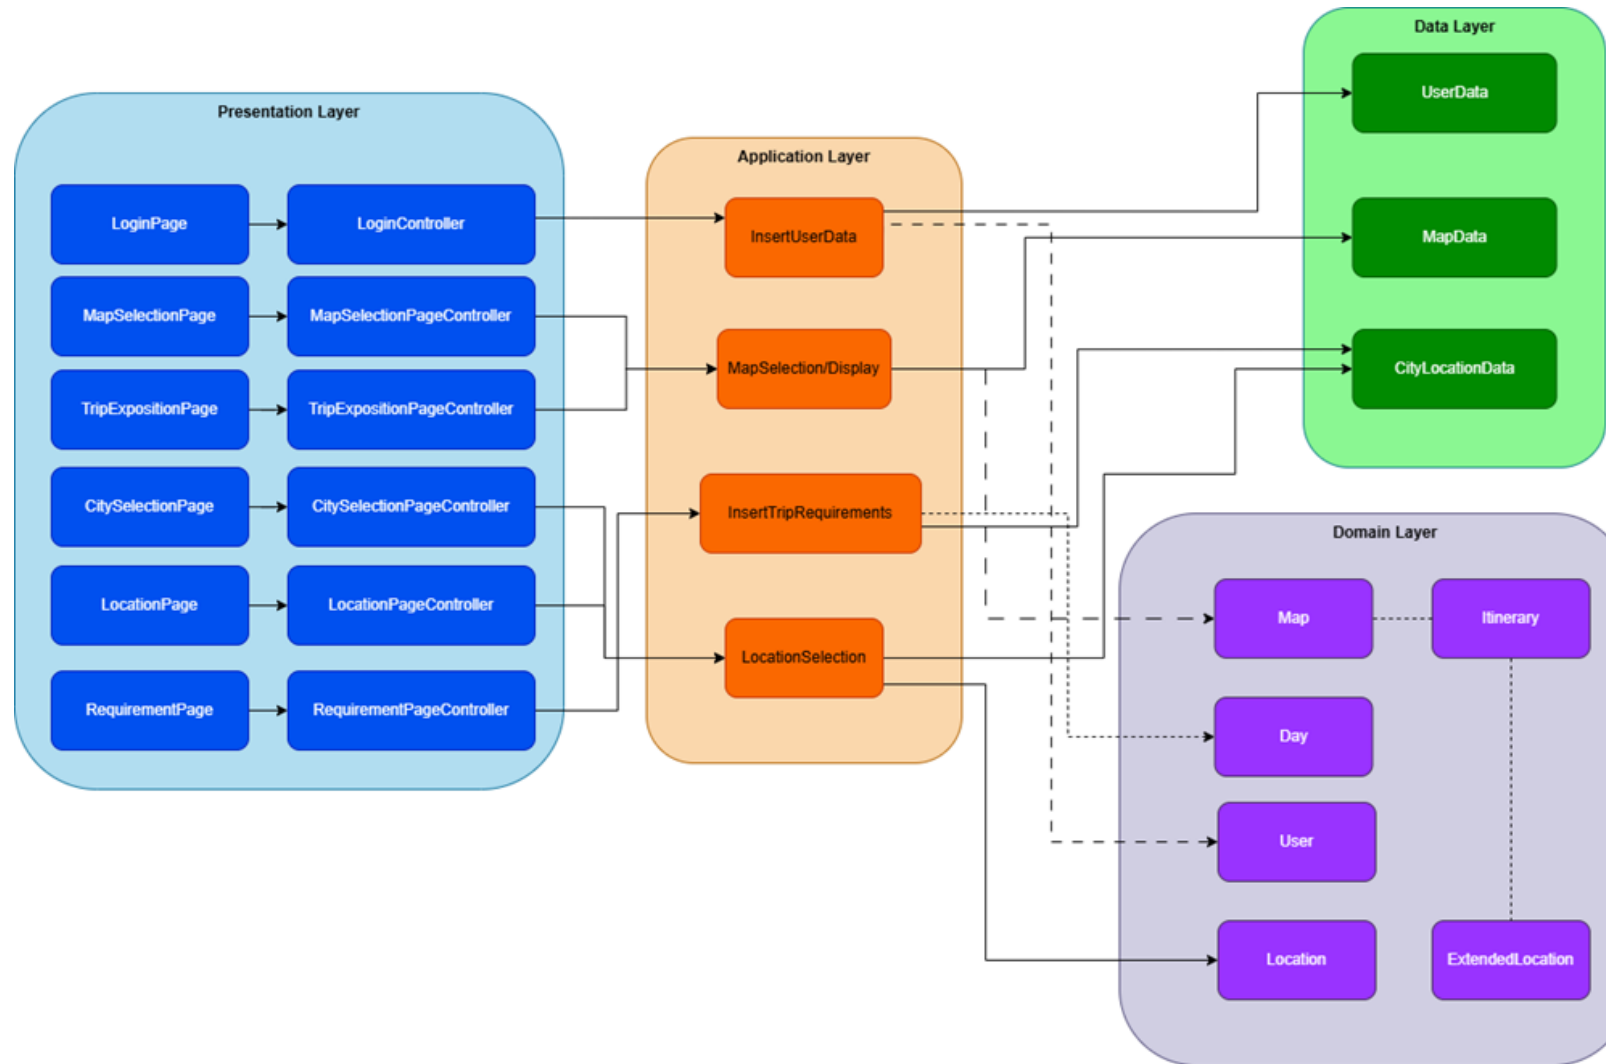 Presentation Layer
LoginPage
LoginController
MapSelectionPage
MapSelectionPageController
TripExpositionPage
TripExpositionPageController
CitySelectionPage
CitySelectionPageController
LocationPage
LocationPageController
RequirementPage
RequirementPageController
Application Layer
InsertUserData
MapSelection/Display
InsertTripRequirements
LocationSelection
Data Layer
UserData
MapData
CityLocationData
Domain Layer
Map
Itinerary
Day
User
Location
ExtendedLocation